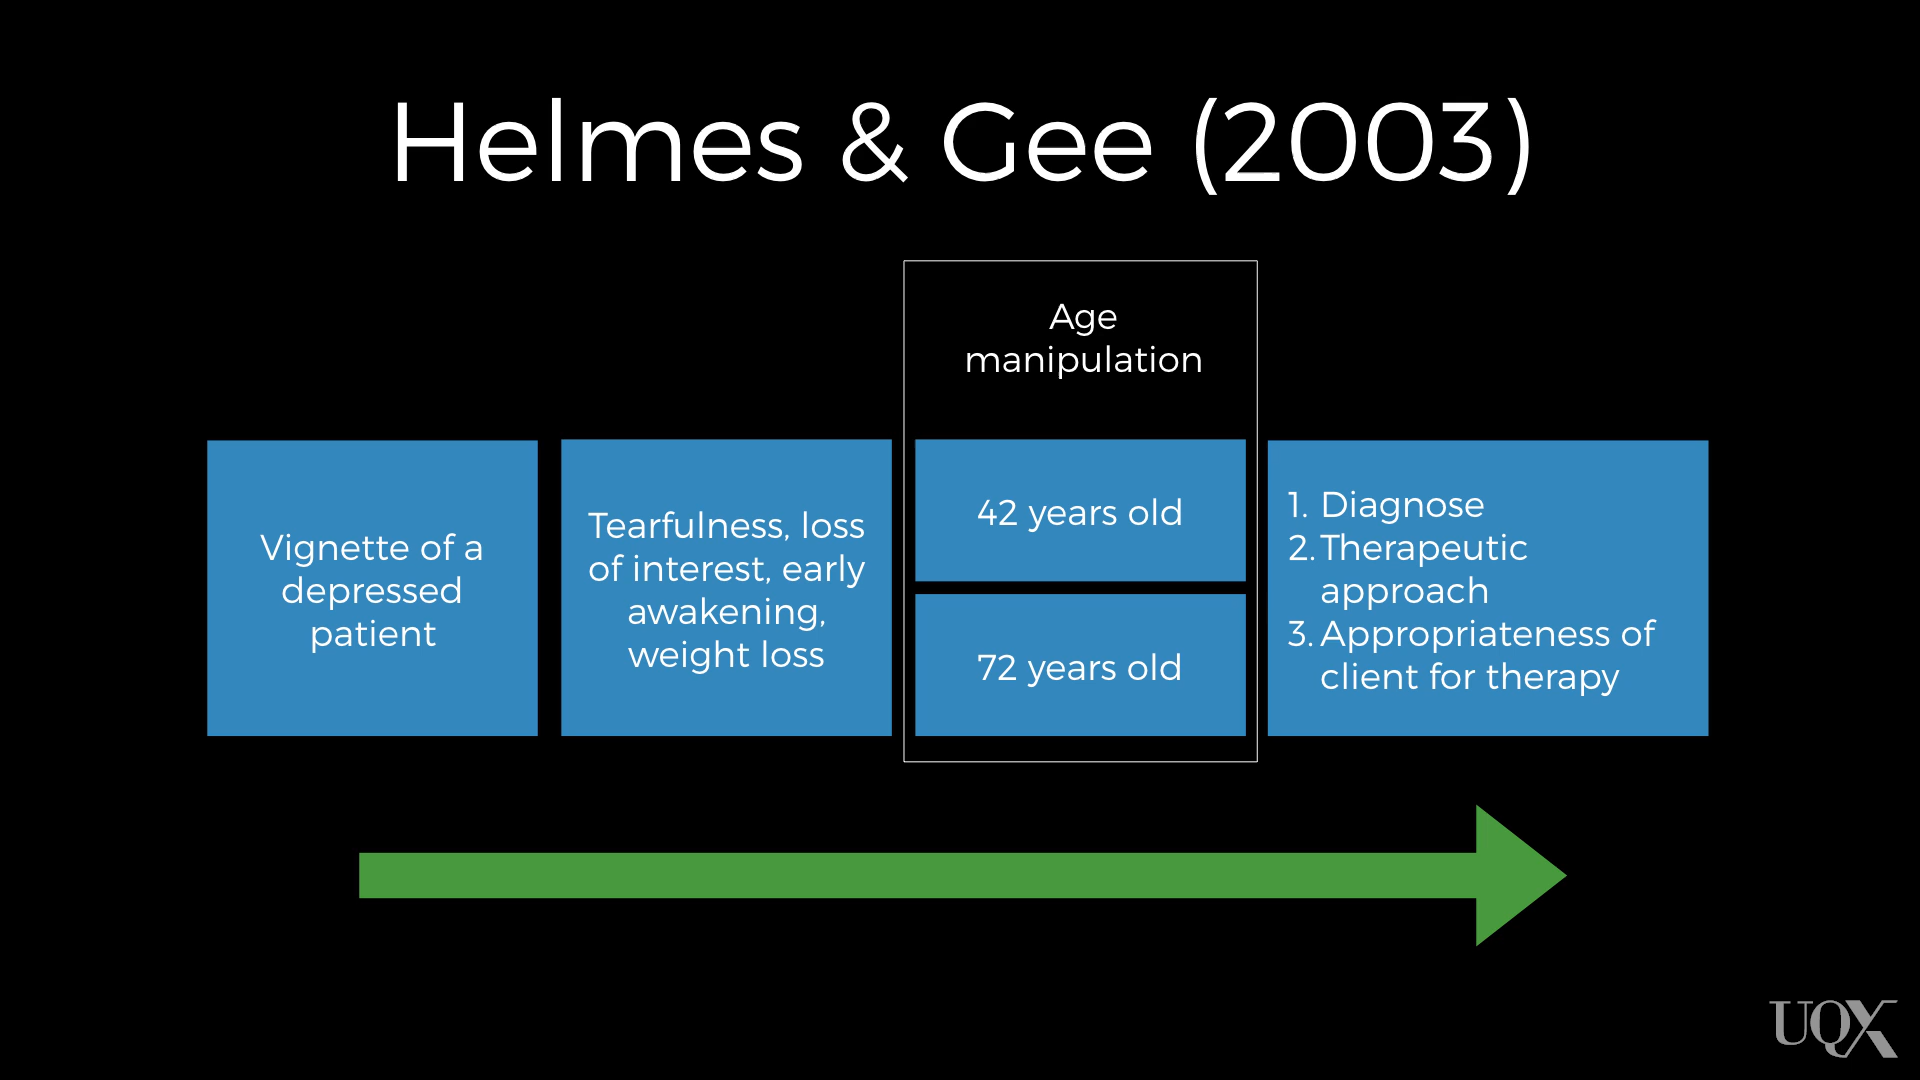 Helmes & Gee (2003)
Vignette of a
depressed
patient
Tearfulness, loss
of interest, early
awakening,
weight loss
Age
manipulation
42 years old
72 years old
1. Diagnose
2. Therapeutic
approach
3. Appropriateness of
client for therapy
UQX